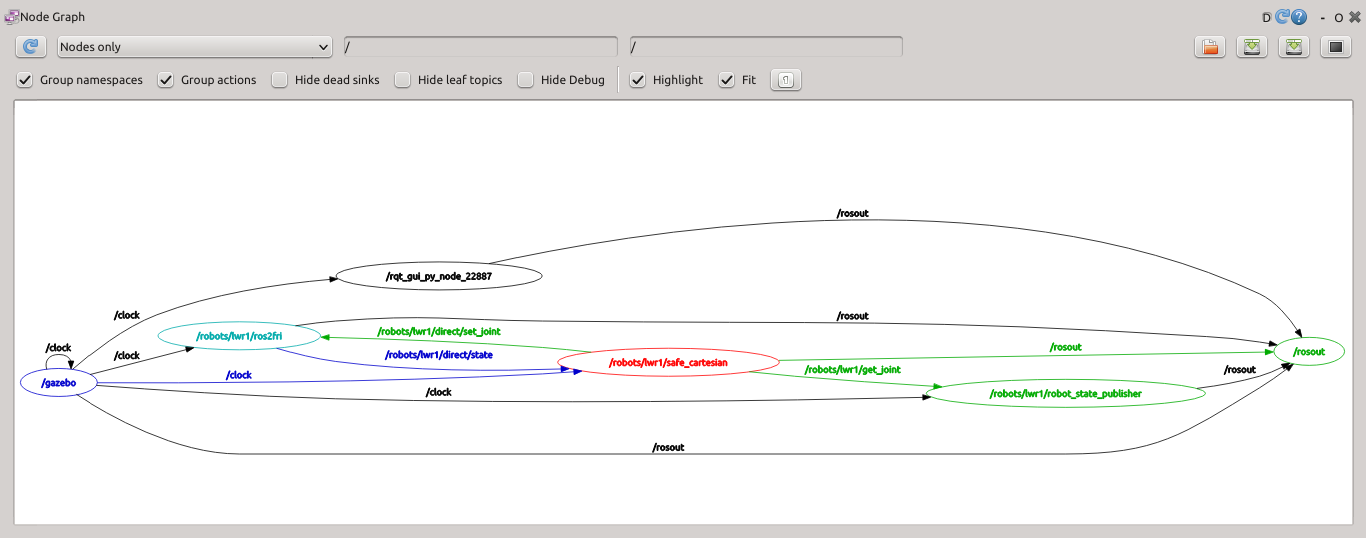 Node Graph
D ? - O
Nodes only
/
/
Group namespaces
Group actions
Hide dead sinks
Hide leaf topics
Hide Debug
Highlight
Fit
/rosout
/rqt_gui_py_node_22887
/clock
/rosout
/robots/lwr1/ros2fri
/robots/lwr1/direct/set_joint
/clock
/clock
/robots/lwr1/direct/state
/rosout
/rosout
/robots/lwr1/safe_cartesian
/gazebo
/clock
/robots/lwr1/get_joint
/rosout
/clock
/robots/lwr1/robot_state_publisher
/rosout